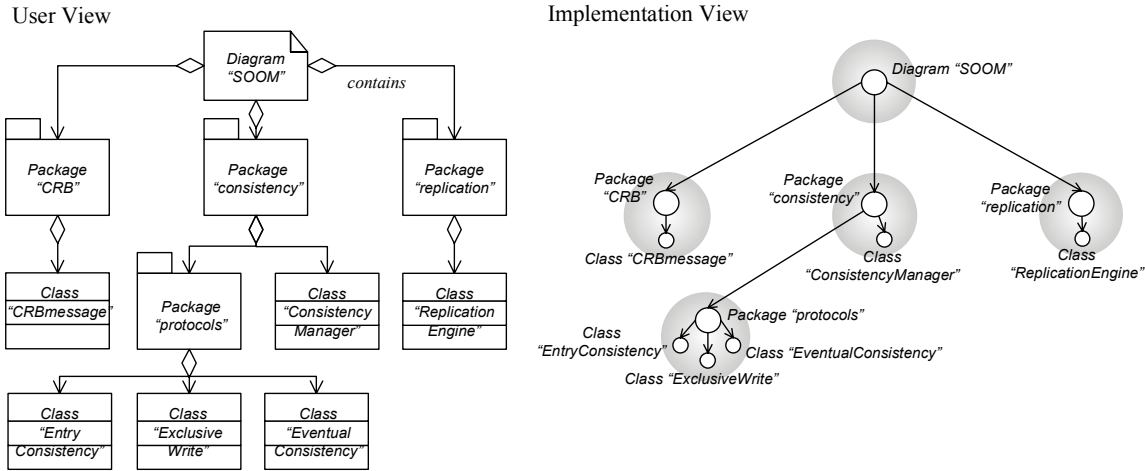 User View
Diagram
“SOOM”
contains
Package
“CRB”
Package
“consistency”
Package
“replication”
Class
“CRBmessage”
Package
“protocols”
Class
“Consistency
Manager”
Class
“Replication
Engine”
Class
“Entry
Consistency”
Class
“Exclusive
Write”
Class
“Eventual
Consistency”
Implementation View
Diagram “SOOM”
Package
“CRB”
Class “CRBmessage”
Package
“consistency”
Class
“ConsistencyManager”
Package
“replication”
Class
“ReplicationEngine”
Package “protocols”
Class
“EntryConsistency”
Class “EventualConsistency”
Class “ExclusiveWrite”